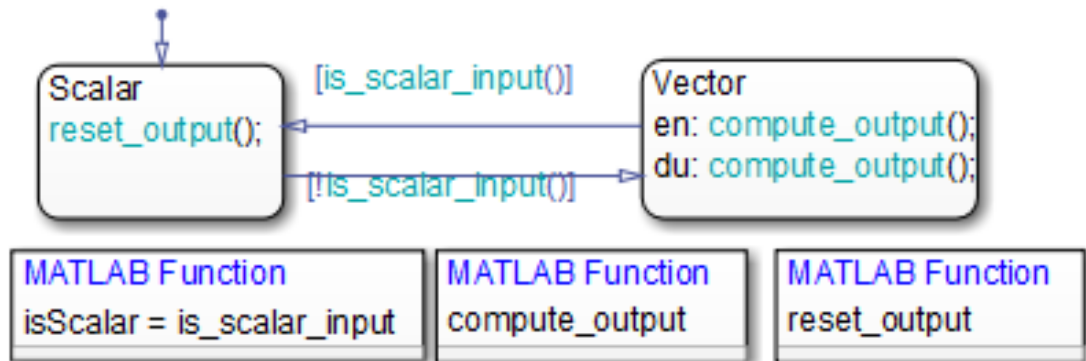 Scalar
reset_output();
[is_scalar_input()]
[!is_scalar_input()]
Vector
en: compute_output();
du: compute_output();
MATLAB Function
isScalar = is_scalar_input
MATLAB Function
compute_output
MATLAB Function
reset_output